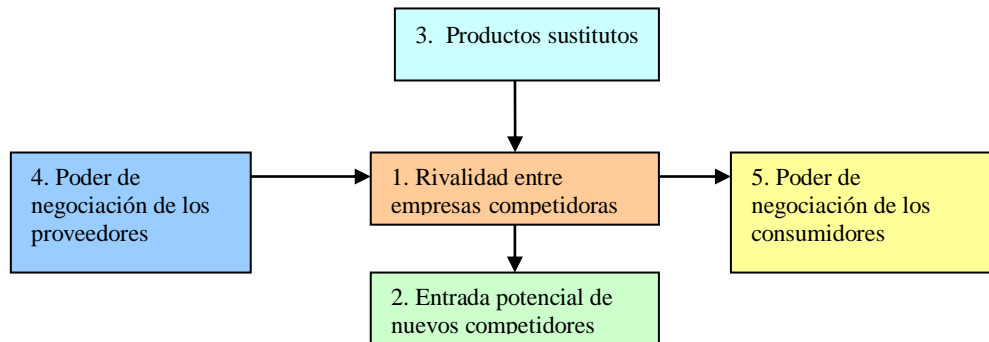 3. Productos sustitutos
4. Poder de
negociación de los
proveedores
1. Rivalidad entre
empresas competidoras
5. Poder de
negociación de los
consumidores
2. Entrada potencial de
nuevos competidores